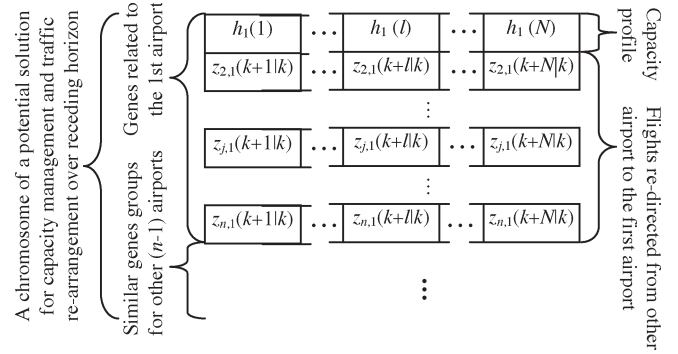 A chromosome of a potential solution
for capacity management and traffic
re-arrangement over receding horizon
Genes related to
the 1st airport
Similar genes groups
for other (n-1) airports
h₁(1) ··· h₁ (l) ··· h₁ (N)
z₂,₁(k+1|k) ··· z₂,₁(k+l|k) ··· z₂,₁(k+N|k)
⋮
zⱼ,₁(k+1|k) ··· zⱼ,₁(k+l|k) ··· zⱼ,₁(k+N|k)
⋮
zₙ,₁(k+1|k) ··· zₙ,₁(k+l|k) ··· zₙ,₁(k+N|k)
⋮
Capacity
profile
Flights re-directed from other
airport to the first airport